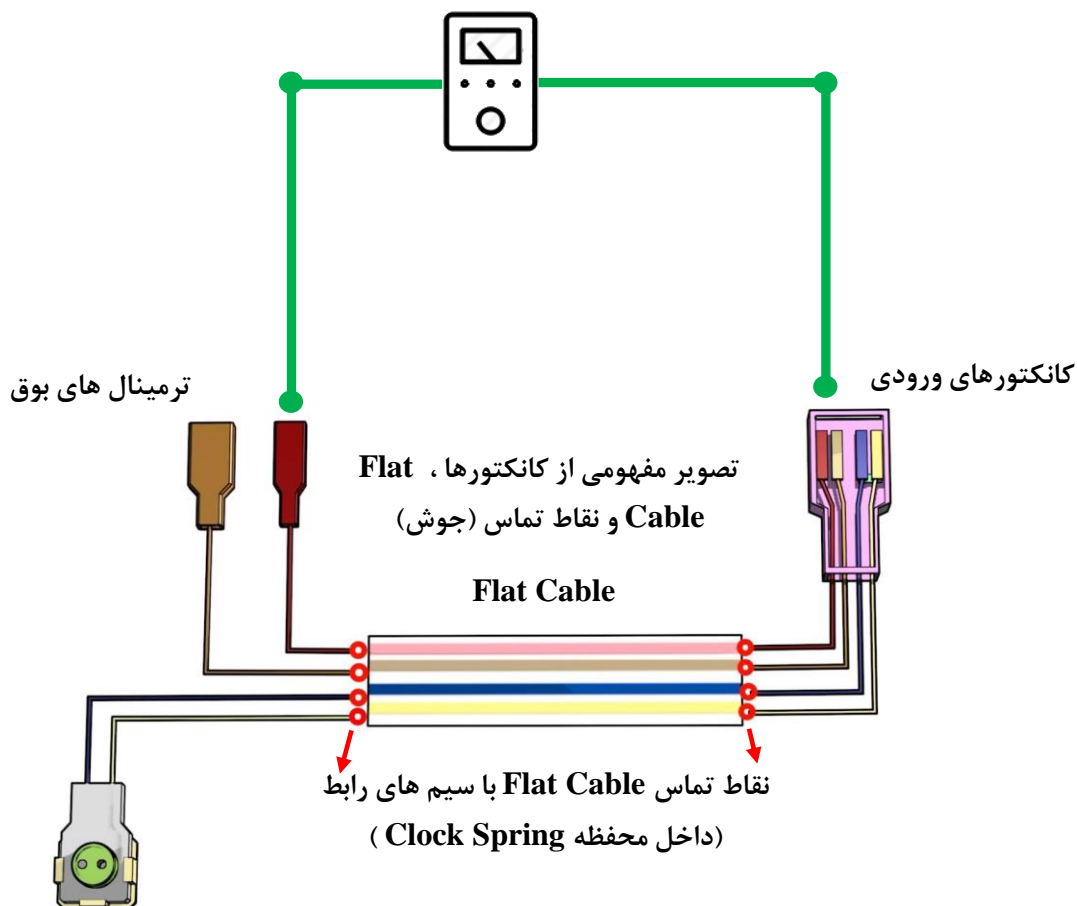 کانکتورهای ورودی
ترمینال های بوق
تصویر مفهومی از کانکتورها ، Flat
Cable و نقاط تماس (جوش)
Flat Cable
نقاط تماس Flat Cable با سیم های رابط
(داخل محفظه Clock Spring )